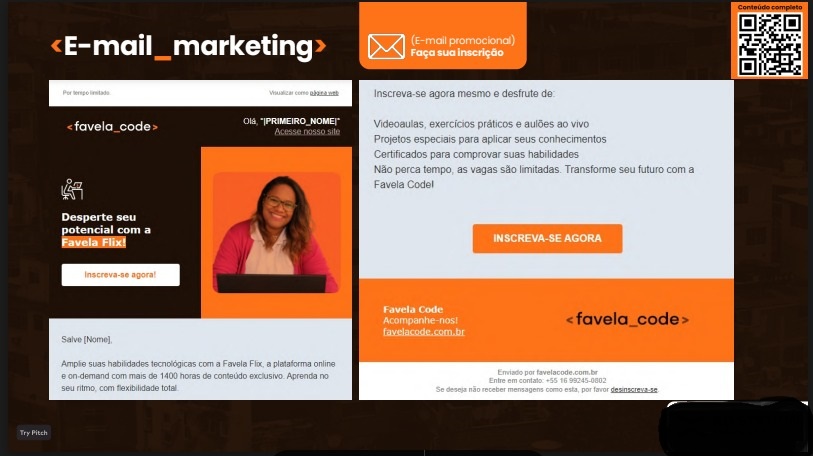 <E-mail_marketing>
(E-mail promocional)
Faça sua inscrição
Conteúdo completo
Por tempo limitado.
Visualizar como página web
<favela_code>
Olá, *|PRIMEIRO_NOME|*
Acesse nosso site
Desperte seu
potencial com a
Favela Flix!
Inscreva-se agora!
Salve [Nome],
Amplie suas habilidades tecnológicas com a Favela Flix, a plataforma online
e on-demand com mais de 1400 horas de conteúdo exclusivo. Aprenda no
seu ritmo, com flexibilidade total.
Inscreva-se agora mesmo e desfrute de:
Videoaulas, exercícios práticos e aulões ao vivo
Projetos especiais para aplicar seus conhecimentos
Certificados para comprovar suas habilidades
Não perca tempo, as vagas são limitadas. Transforme seu futuro com a
Favela Code!
INSCREVA-SE AGORA
Favela Code
Acompanhe-nos!
favelacode.com.br
<favela_code>
Enviado por favelacode.com.br
Entre em contato: +55 16 99245-0802
Se deseja não receber mensagens como esta, por favor desinscreva-se.
Try Pitch